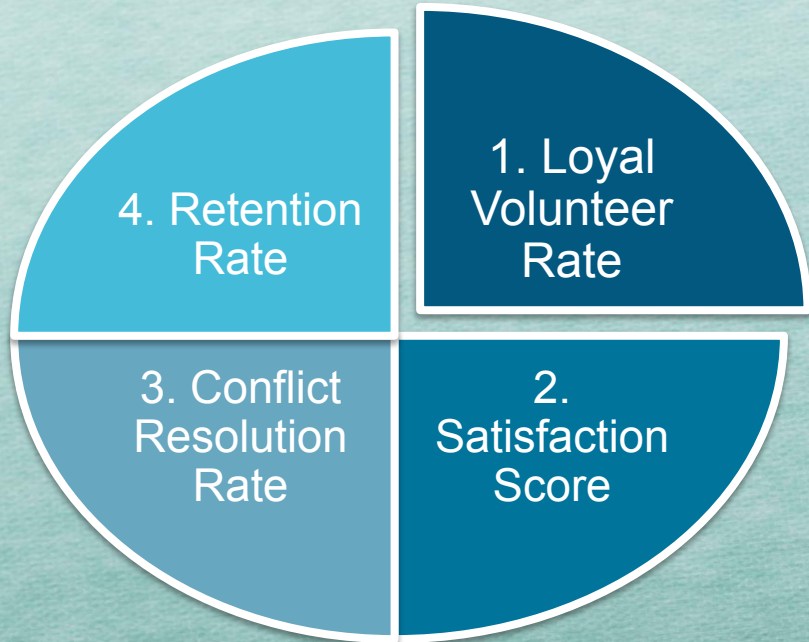 1. Loyal
Volunteer
Rate
2.
Satisfaction
Score
3. Conflict
Resolution
Rate
4. Retention
Rate